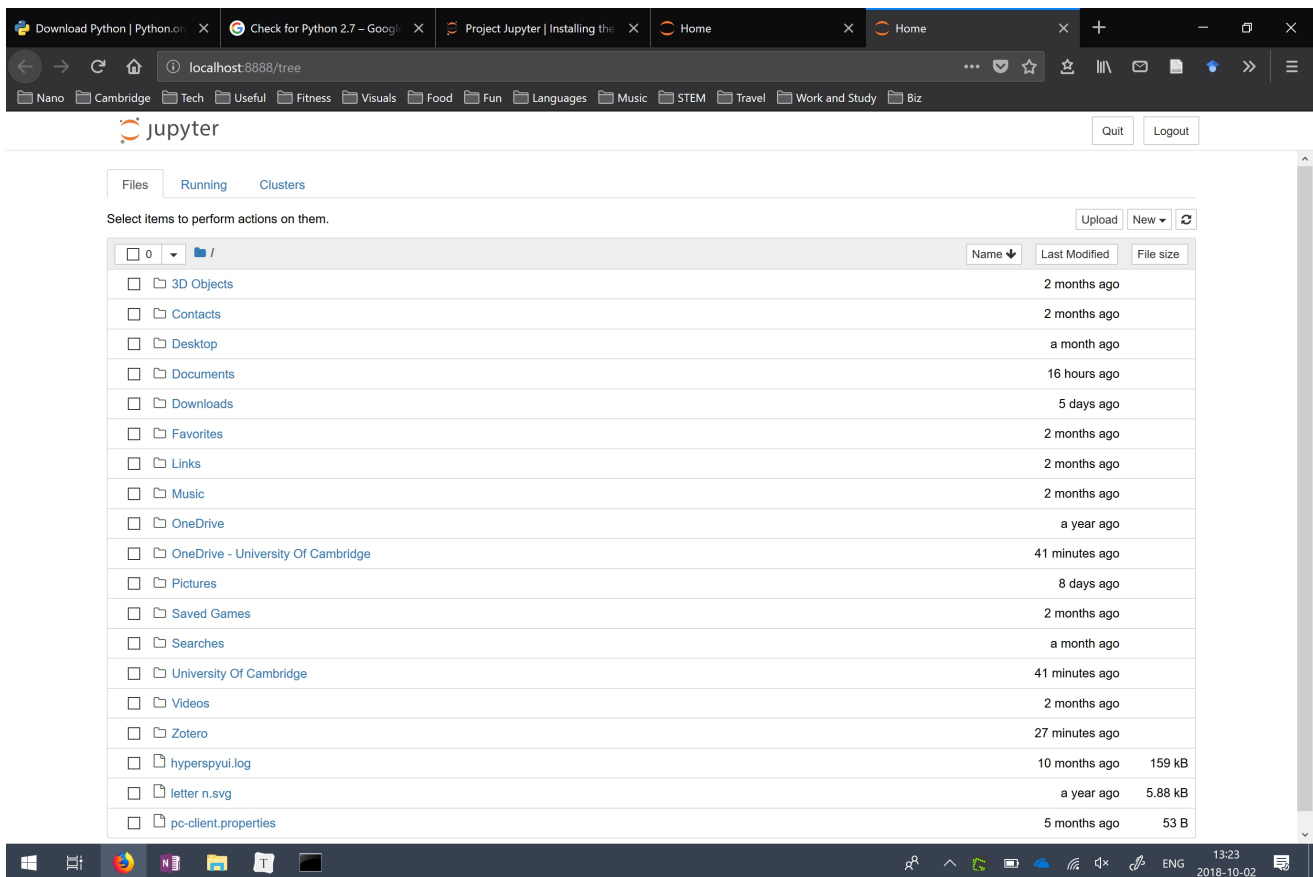 Download Python | Python.or
Check for Python 2.7 – Googl
Project Jupyter | Installing the
Home
Home
localhost:8888/tree
Nano Cambridge Tech Useful Fitness Visuals Food Fun Languages Music STEM Travel Work and Study Biz
jupyter
Quit Logout
Files Running Clusters
Select items to perform actions on them.
Upload New
0 / Name Last Modified File size
3D Objects 2 months ago
Contacts 2 months ago
Desktop a month ago
Documents 16 hours ago
Downloads 5 days ago
Favorites 2 months ago
Links 2 months ago
Music 2 months ago
OneDrive a year ago
OneDrive - University Of Cambridge 41 minutes ago
Pictures 8 days ago
Saved Games 2 months ago
Searches a month ago
University Of Cambridge 41 minutes ago
Videos 2 months ago
Zotero 27 minutes ago
hyperspyui.log 10 months ago 159 kB
letter n.svg a year ago 5.88 kB
pc-client.properties 5 months ago 53 B
N T ENG 13:23
2018-10-02